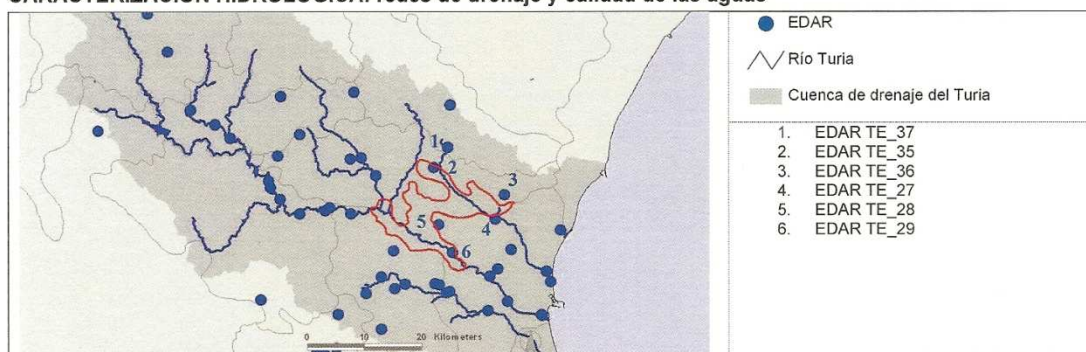 CARACTERIZACIÓN HIDROLÓGICA: redes de drenaje y calidad de las aguas
EDAR
Río Turia
Cuenca de drenaje del Turia
1. EDAR TE_37
2. EDAR TE_35
3. EDAR TE_36
4. EDAR TE_27
5. EDAR TE_28
6. EDAR TE_29
1
2
3
5
4
6
0 10 20 Kilometers